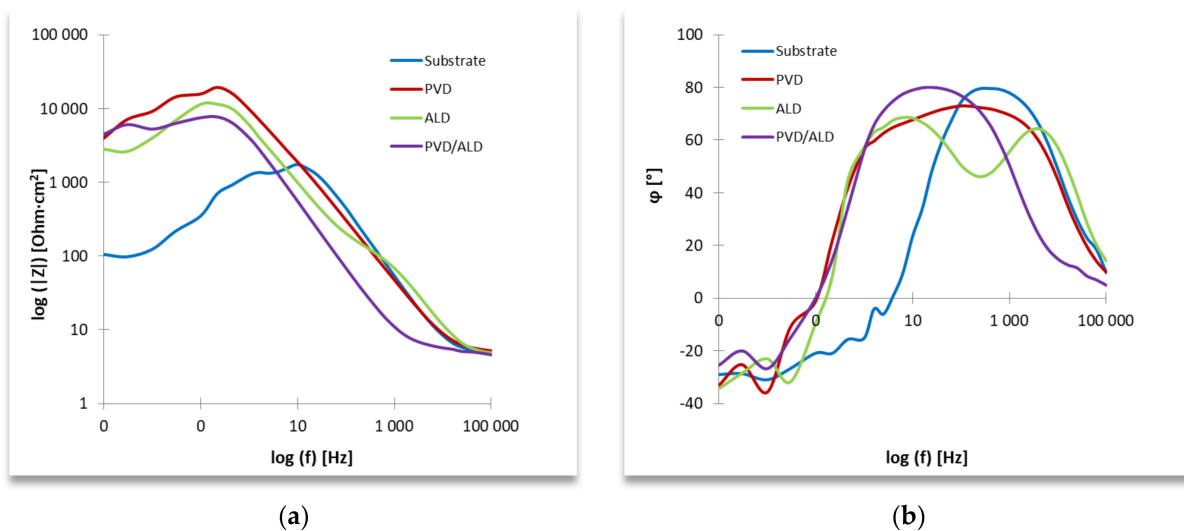 100 000
10 000
1 000
100
10
1
0
0
10
1 000
100 000
log (|Z|) [Ohm·cm2)
log (f) [Hz]
Substrate
PVD
ALD
PVD/ALD
(a)
100
80
60
40
20
0
-20
-40
0
0
10
1 000
100 000
φ [°]
log (f) [Hz]
Substrate
PVD
ALD
PVD/ALD
(b)